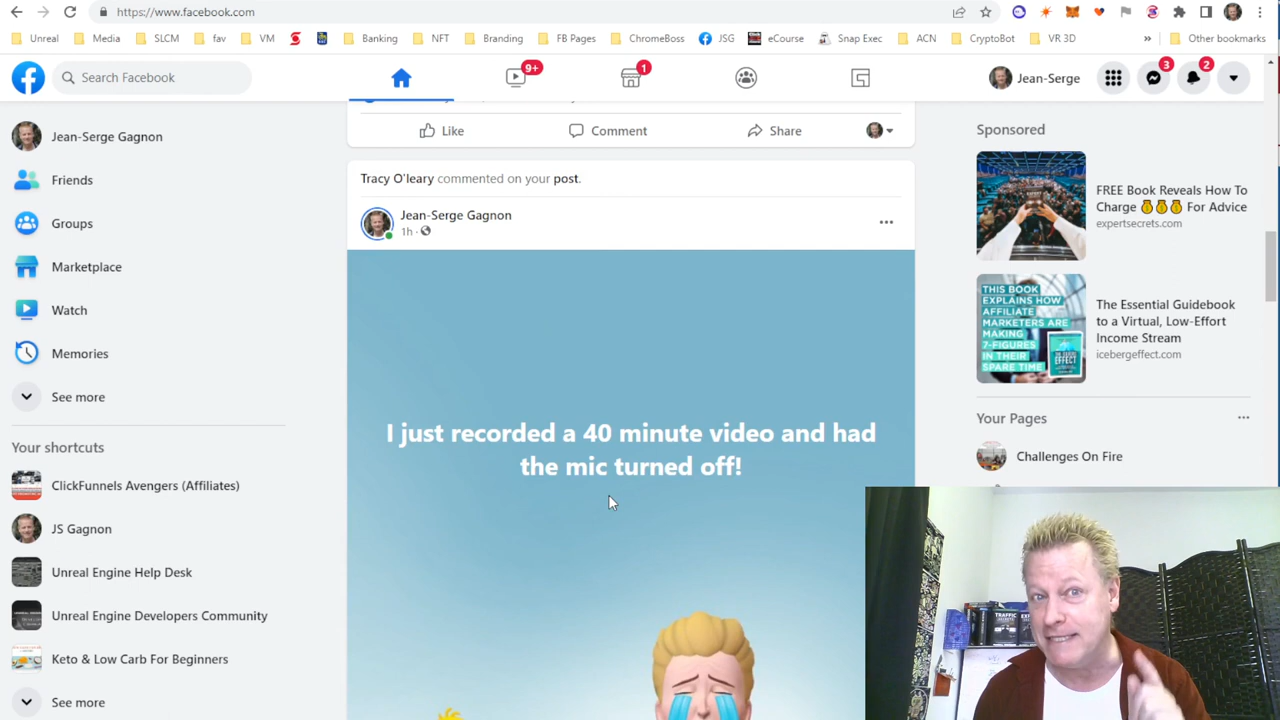 https://www.facebook.com
Unreal
Media
SLCM
fav
VM
Banking
NFT
Branding
FB Pages
ChromeBoss
JSG
eCourse
Snap Exec
ACN
CryptoBot
VR 3D
»
Other bookmarks
Search Facebook
9+
1
Jean-Serge
3
2
Jean-Serge Gagnon
Friends
Groups
Marketplace
Watch
Memories
See more
Your shortcuts
ClickFunnels Avengers (Affiliates)
JS Gagnon
Unreal Engine Help Desk
Unreal Engine Developers Community
Keto & Low Carb For Beginners
See more
Like
Comment
Share
Tracy O'leary commented on your post.
Jean-Serge Gagnon
1h ·
I just recorded a 40 minute video and had
the mic turned off!
Sponsored
FREE Book Reveals How To
Charge 💰💰💰 For Advice
expertsecrets.com
THIS BOOK
EXPLAINS HOW
AFFILIATE
MARKETERS ARE
MAKING
7-FIGURES
IN THEIR
SPARE TIME
The Essential Guidebook
to a Virtual, Low-Effort
Income Stream
icebergeffect.com
Your Pages
Challenges On Fire
TRAFFIC